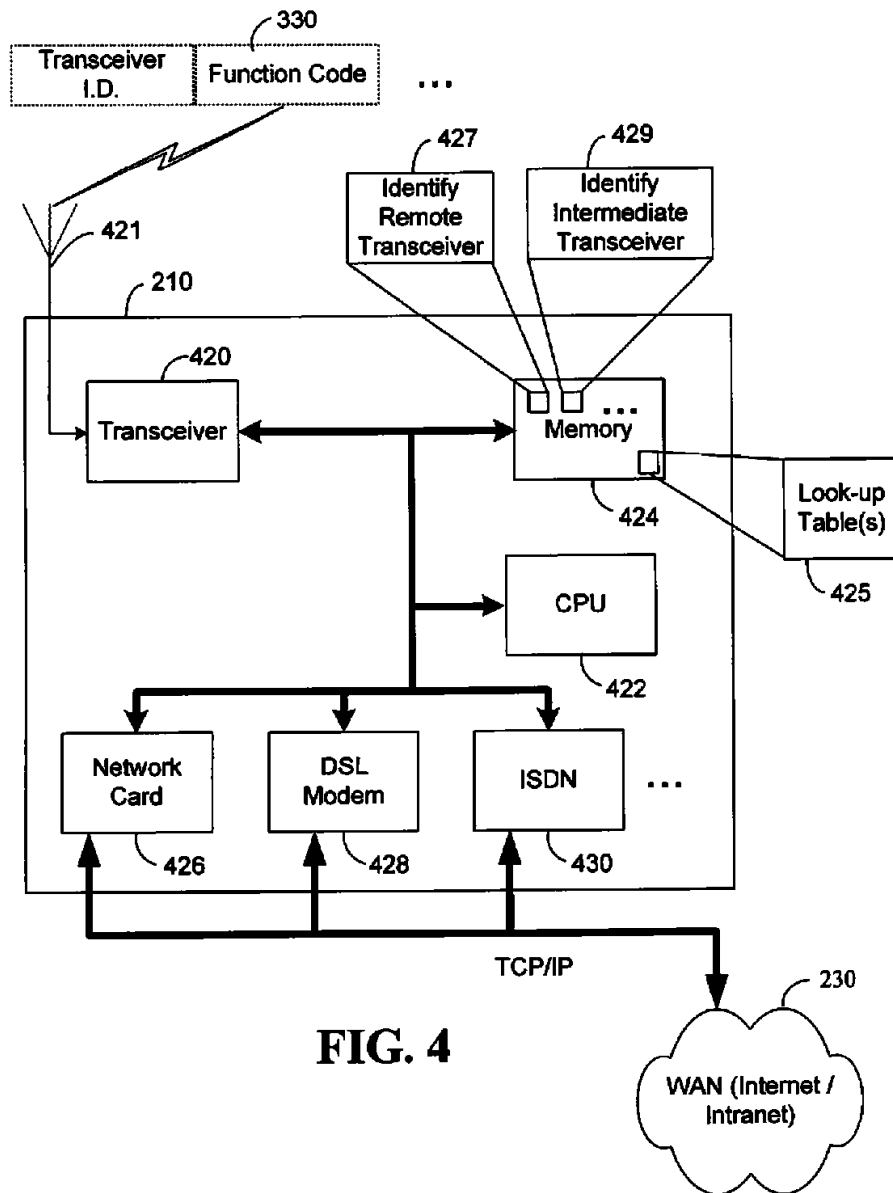 330
Transceiver
I.D.
Function Code
...
427
429
Identify
Remote
Transceiver
Identify
Intermediate
Transceiver
421
210
420
Transceiver
...
Memory
424
Look-up
Table(s)
425
CPU
422
Network
Card
DSL
Modem
ISDN
...
426
428
430
TCP/IP
230
FIG. 4
WAN (Internet /
Intranet)